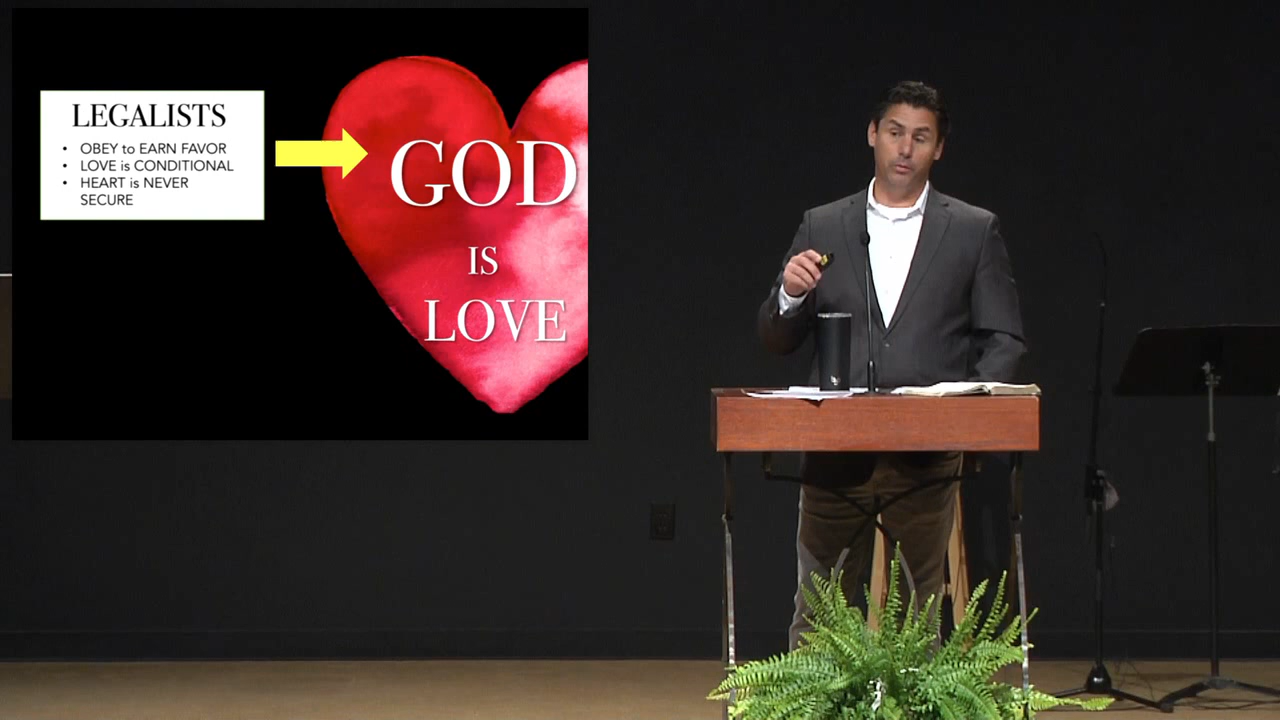 LEGALISTS
• OBEY to EARN FAVOR
• LOVE is CONDITIONAL
• HEART is NEVER
SECURE
GOD
IS
LOVE